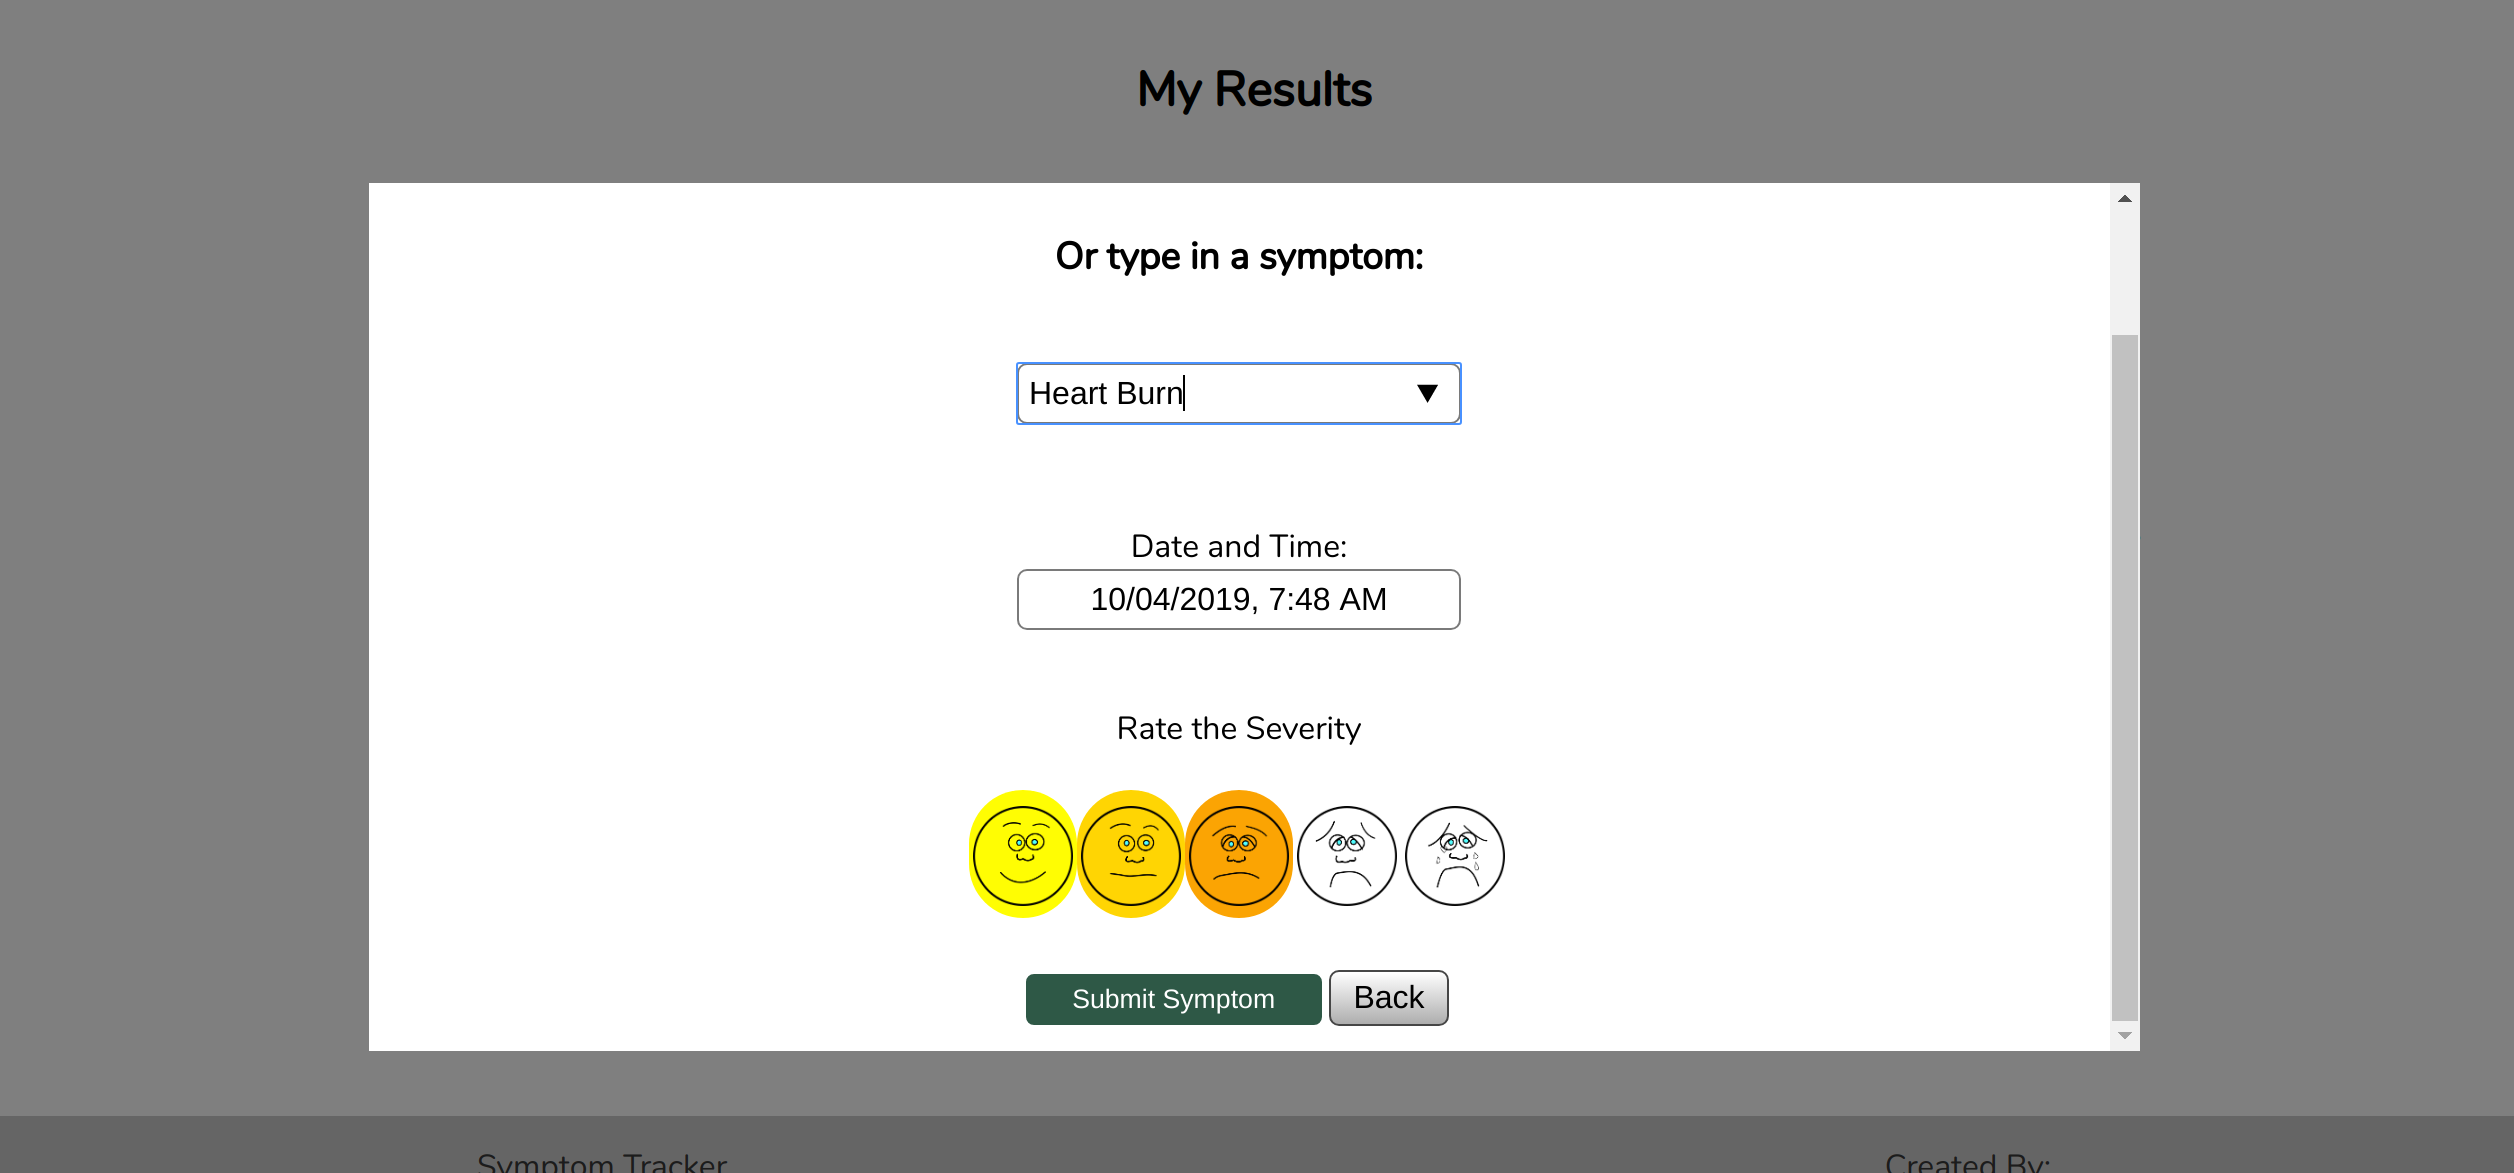 My Results
Or type in a symptom:
Heart Burn
Date and Time:
10/04/2019, 7:48 AM
Rate the Severity
Submit Symptom Back
Symptom Tracker Created By: